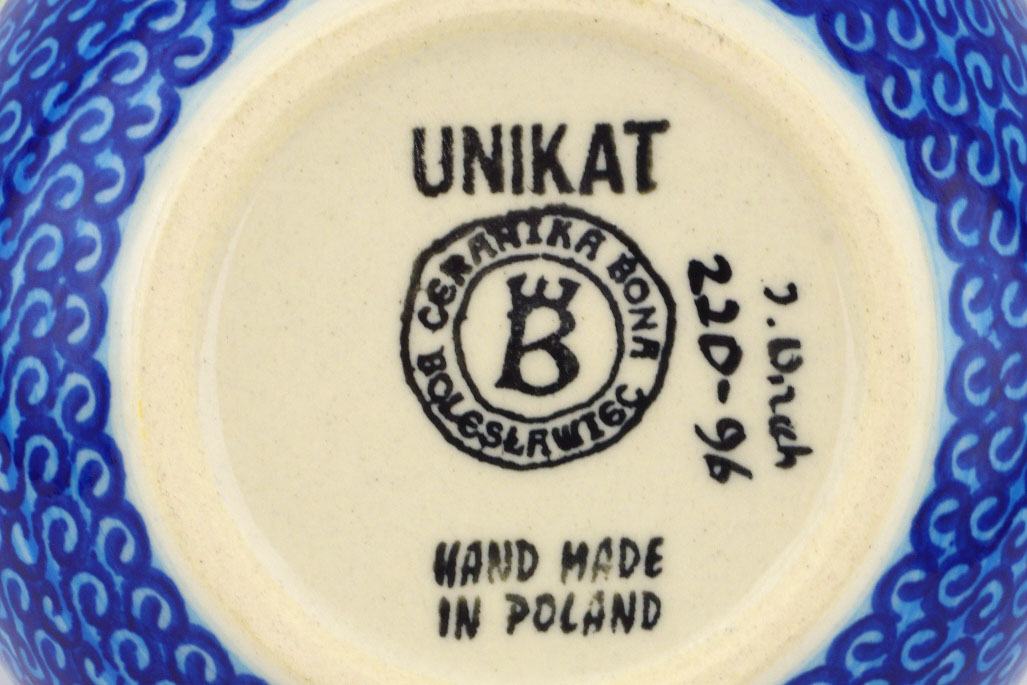 UNIKAT
CERAMIKA BONA
B
BOLESŁAWIEC
220-96
HAND MADE
IN POLAND